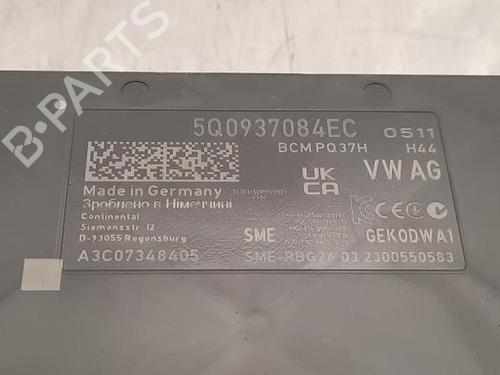 5Q0937084EC 0511
BCM PQ37H H44
UK CA VW AG
Made in Germany
Зроблено в Німеччині
Continental
Siemensstr 12
D-93055 Regensburg SME GEKODWA1
A3C07348405 SME-RBG26 03 2300550583
B-PARTS